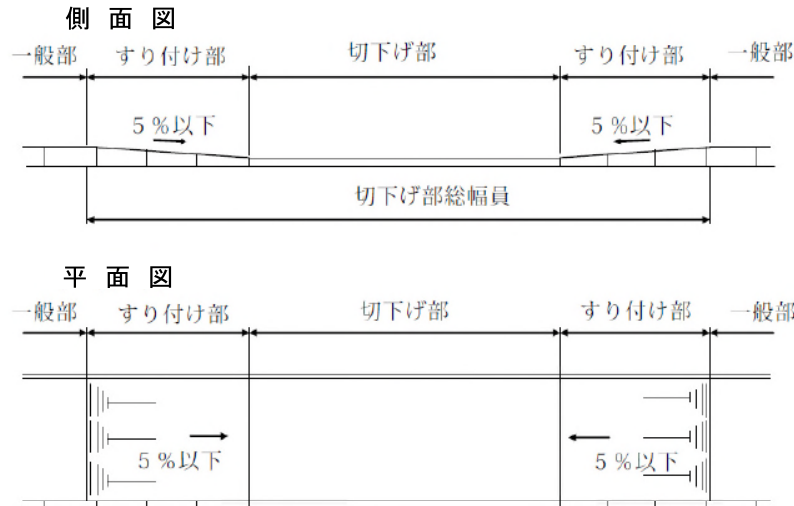 側面図
一般部 すり付け部 切下げ部 すり付け部 一般部
5%以下 5%以下
切下げ部総幅員
平面図
一般部 すり付け部 切下げ部 すり付け部 一般部
5%以下 5%以下